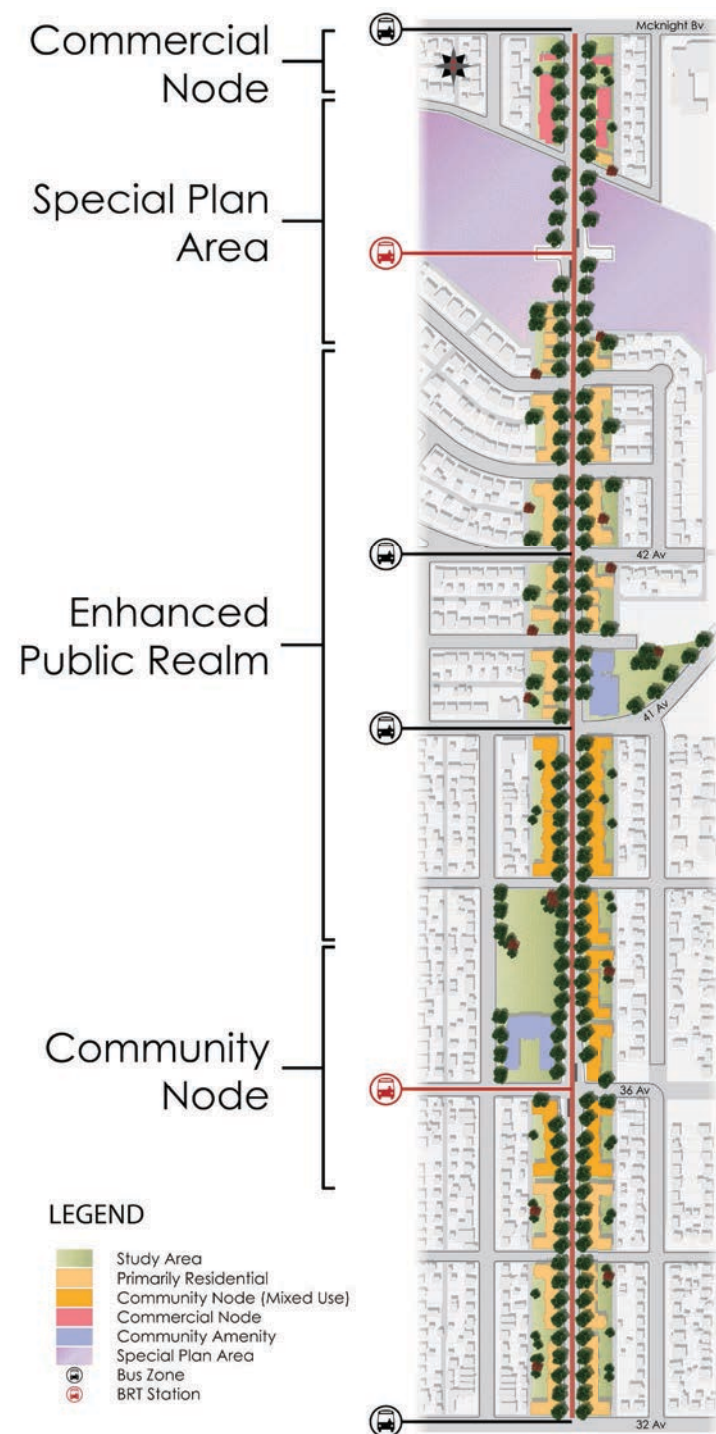 Mcknight Bv
Commercial
Node
Special Plan
Area
42 Av
Enhanced
Public Realm
41 Av
Community
Node
36 Av
LEGEND
Study Area
Primarily Residential
Community Node (Mixed Use)
Commercial Node
Community Amenity
Special Plan Area
Bus Zone
BRT Station
32 Av